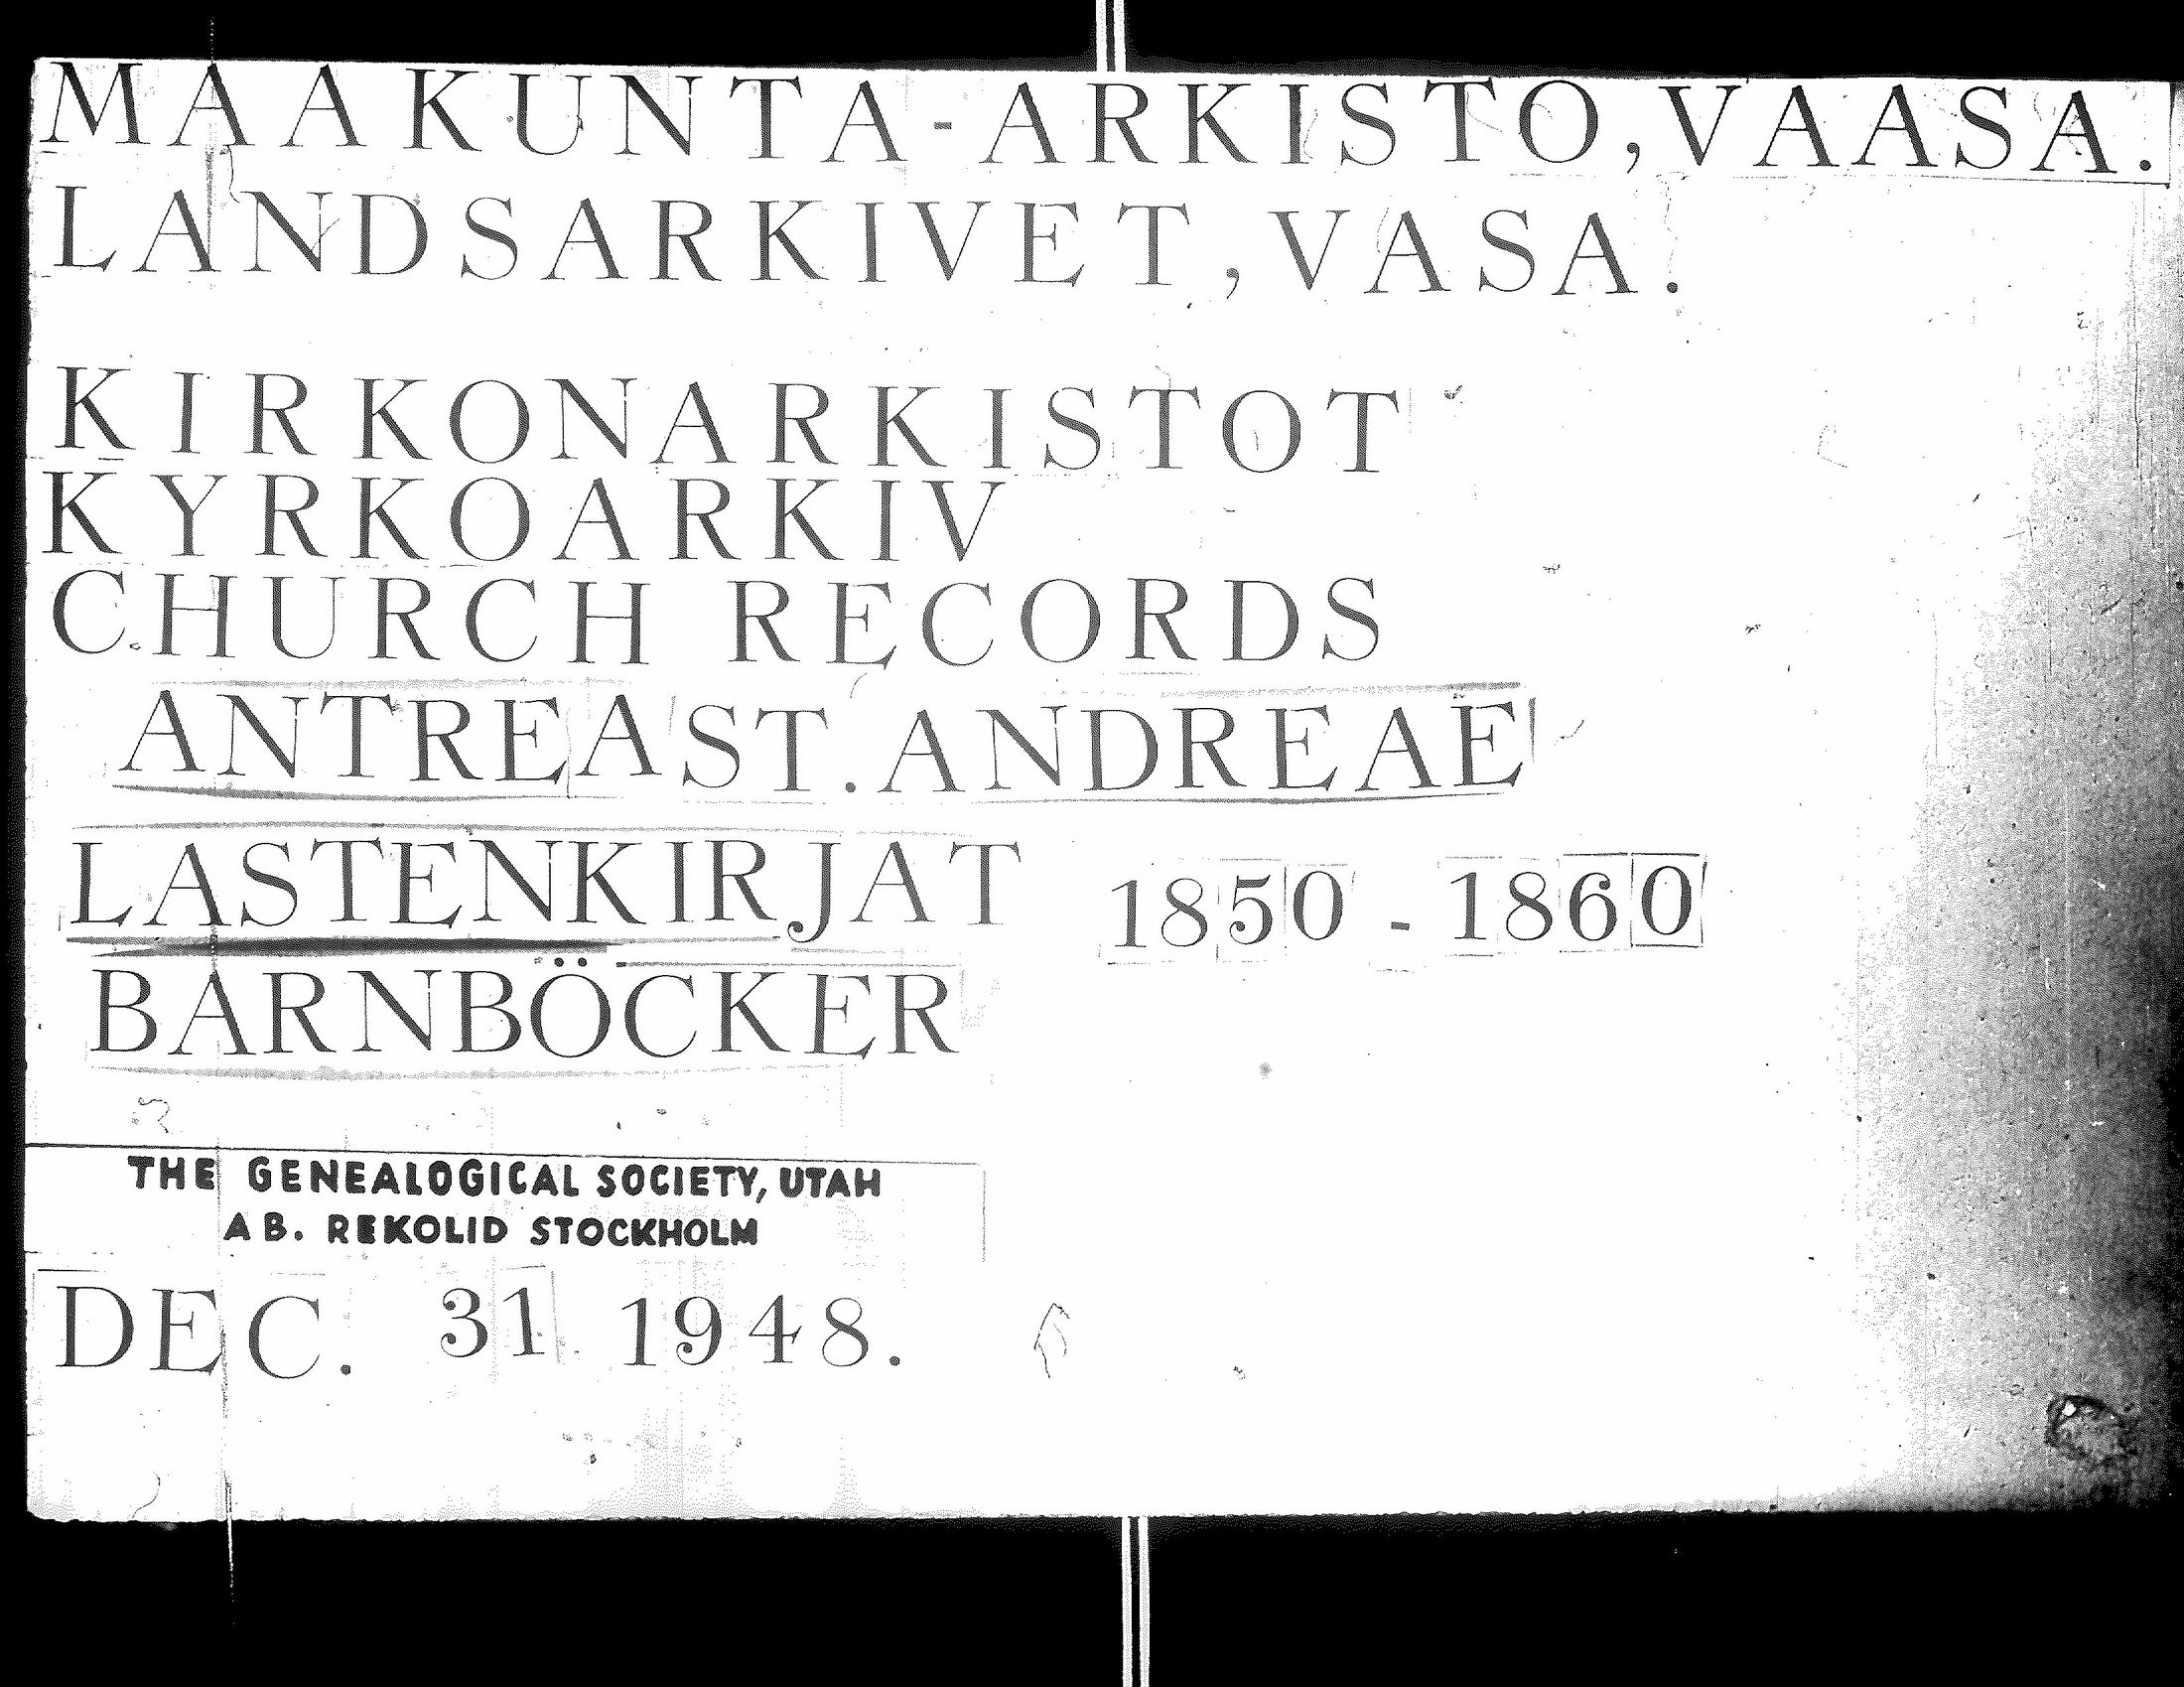 MAAKUNTA-ARKISTO, VAASA.
LANDSARKIVET, VASA.
KIRKONARKISTOT
KYRKOARKIV
CHURCH RECORDS
ANTREA ST. ANDREAE
LASTENKIRJAT 1850 - 1860
BARNBÖCKER
THE GENEALOGICAL SOCIETY, UTAH
AB. REKOLID STOCKHOLM
DEC. 31 1948.